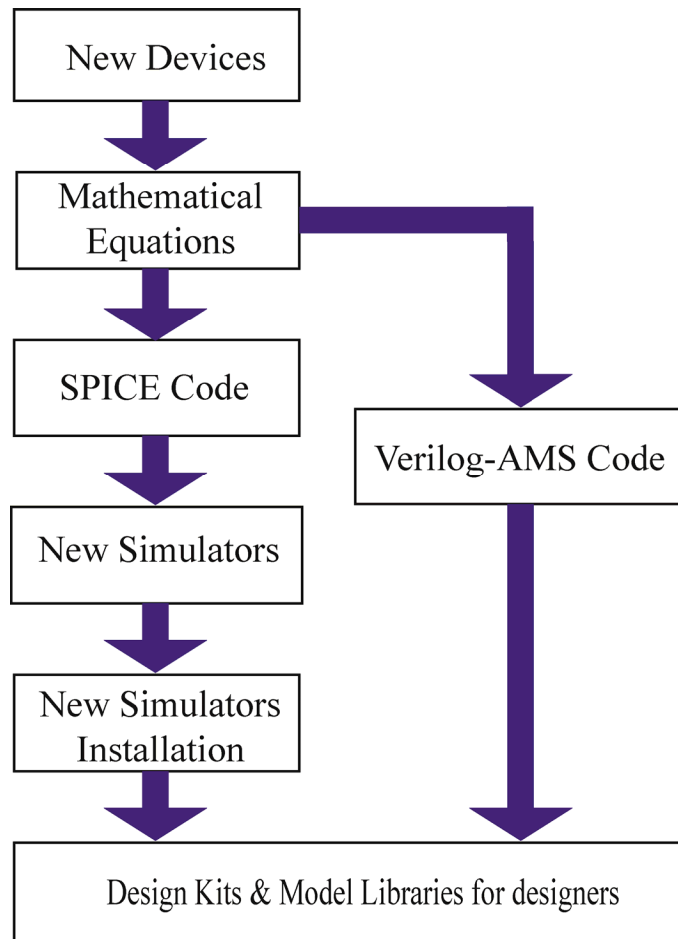 New Devices
Mathematical
Equations
SPICE Code
Verilog-AMS Code
New Simulators
New Simulators
Installation
Design Kits & Model Libraries for designers